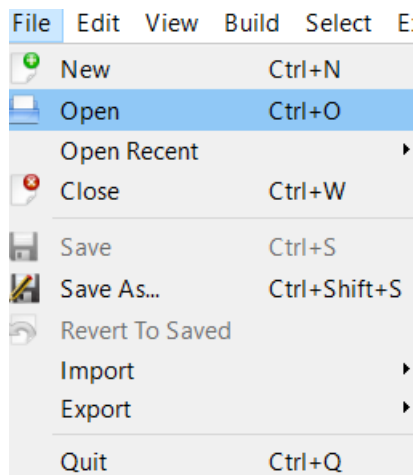 File Edit View Build Select
New Ctrl+N
Open Ctrl+O
Open Recent
Close Ctrl+W
Save Ctrl+S
Save As... Ctrl+Shift+S
Revert To Saved
Import
Export
Quit Ctrl+Q